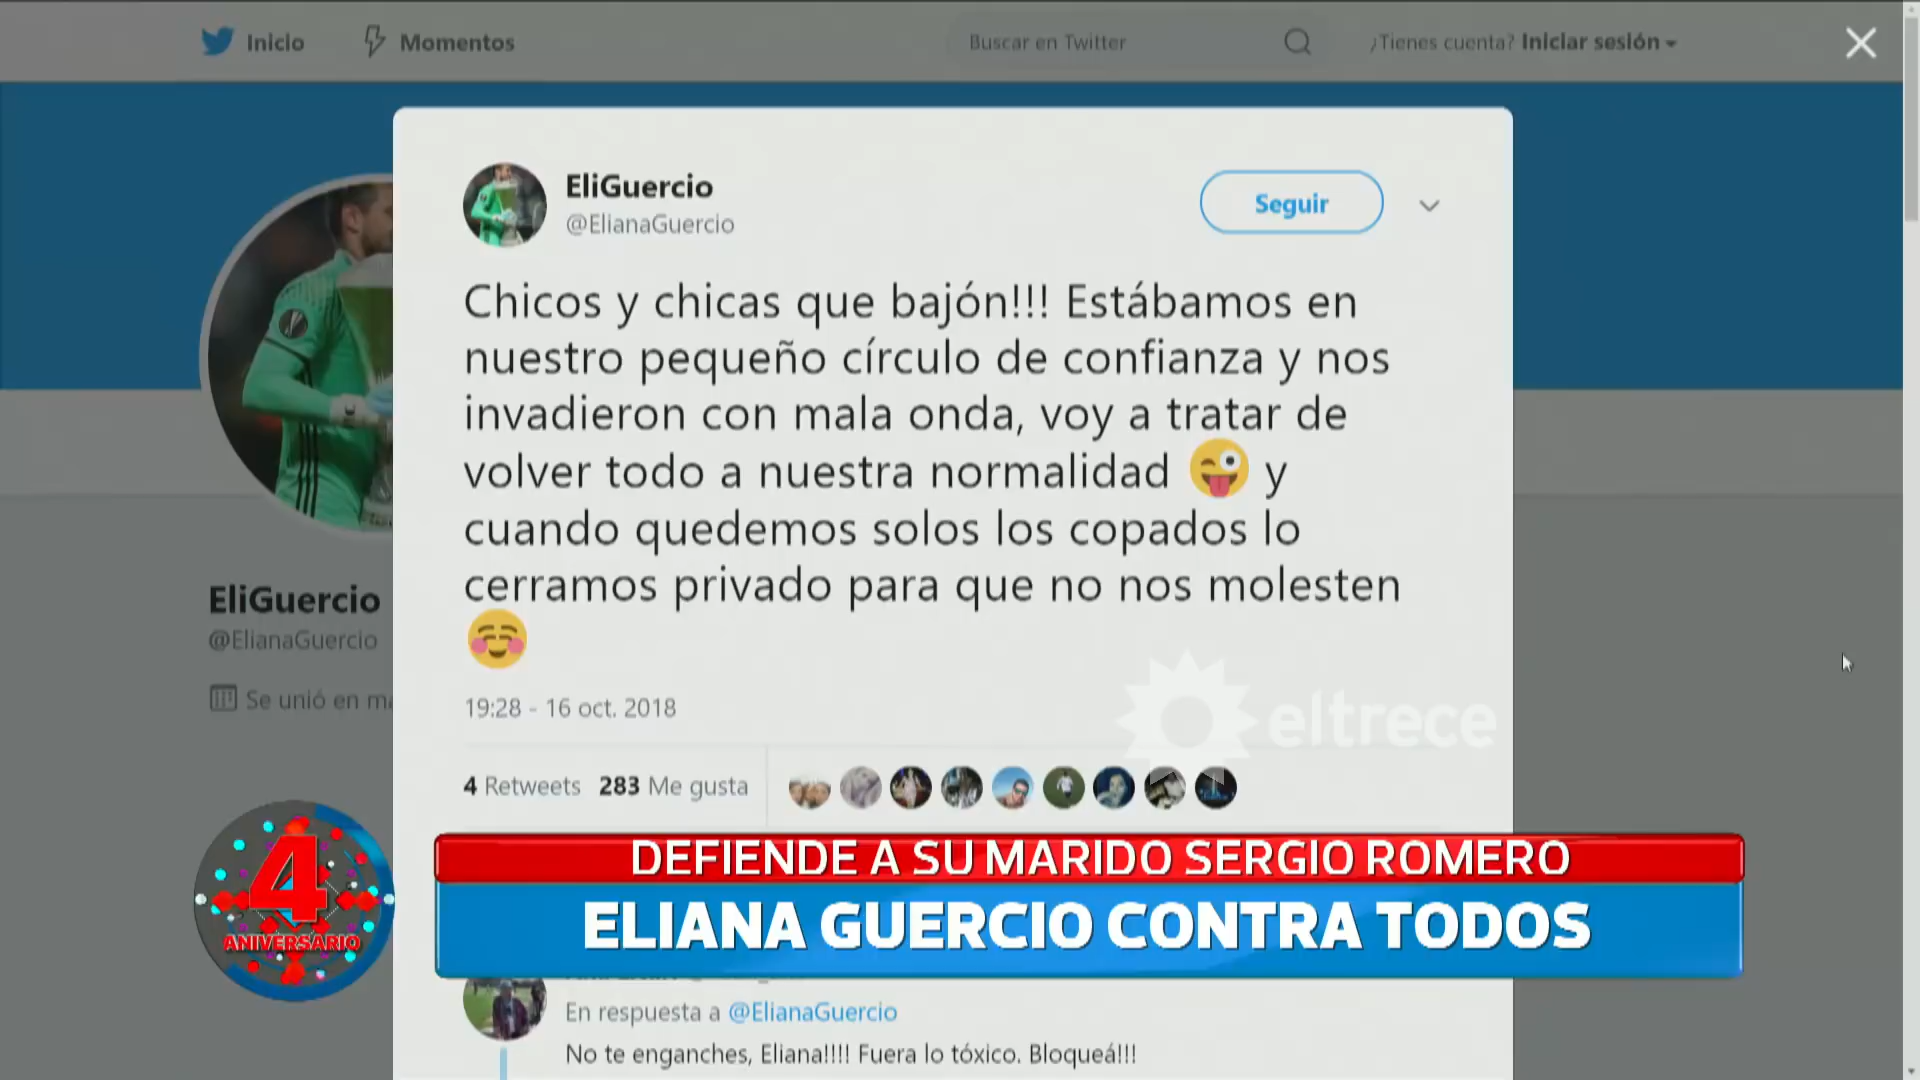 Inicio
Momentos
Buscar en Twitter
¿Tienes cuenta? Iniciar sesión
EliGuercio
@ElianaGuercio
Seguir
Chicos y chicas que bajón!!! Estábamos en
nuestro pequeño círculo de confianza y nos
invadieron con mala onda, voy a tratar de
volver todo a nuestra normalidad 😜 y
cuando quedemos solos los copados lo
cerramos privado para que no nos molesten
☺️
EliGuercio
@ElianaGuercio
Se unió en
19:28 - 16 oct. 2018
eltrece
4 Retweets 283 Me gusta
4
ANIVERSARIO
DEFIENDE A SU MARIDO SERGIO ROMERO
ELIANA GUERCIO CONTRA TODOS
En respuesta a @ElianaGuercio
No te enganches, Eliana!!!! Fuera lo tóxico. Bloqueá!!!